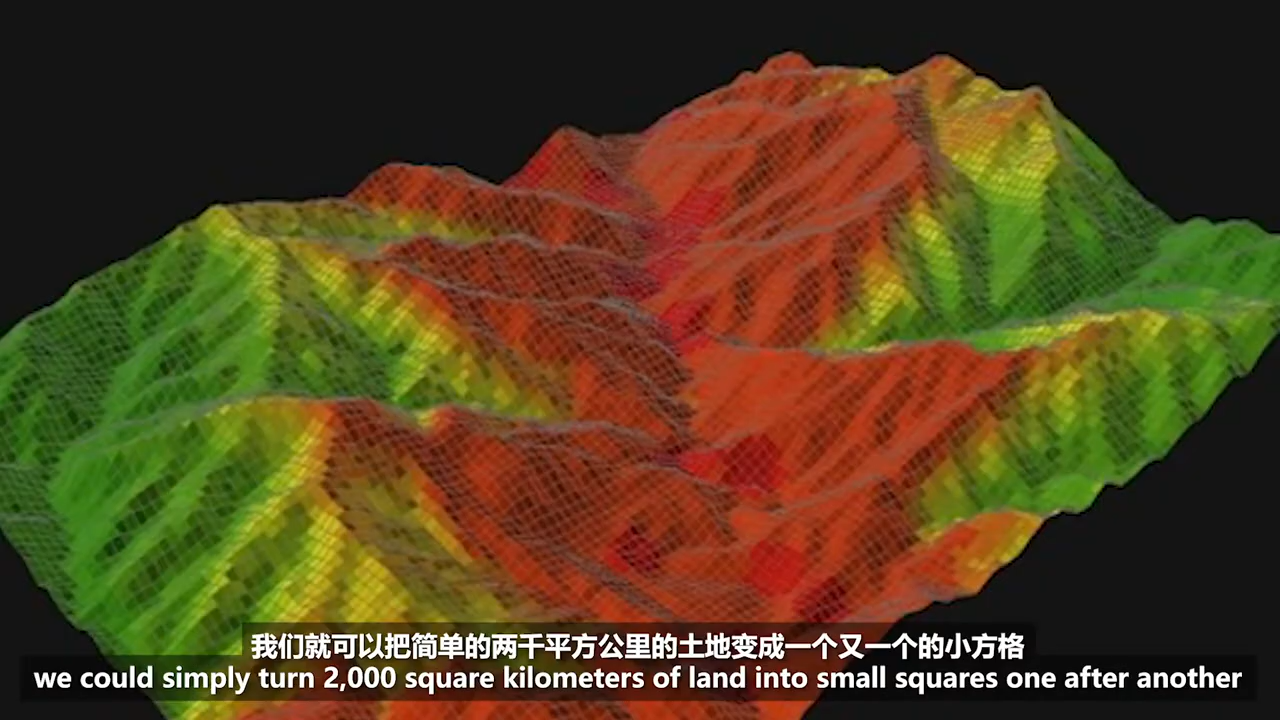 我们就可以把简单的两千平方公里的土地变成一个又一个的小方格
we could simply turn 2,000 square kilometers of land into small squares one after another